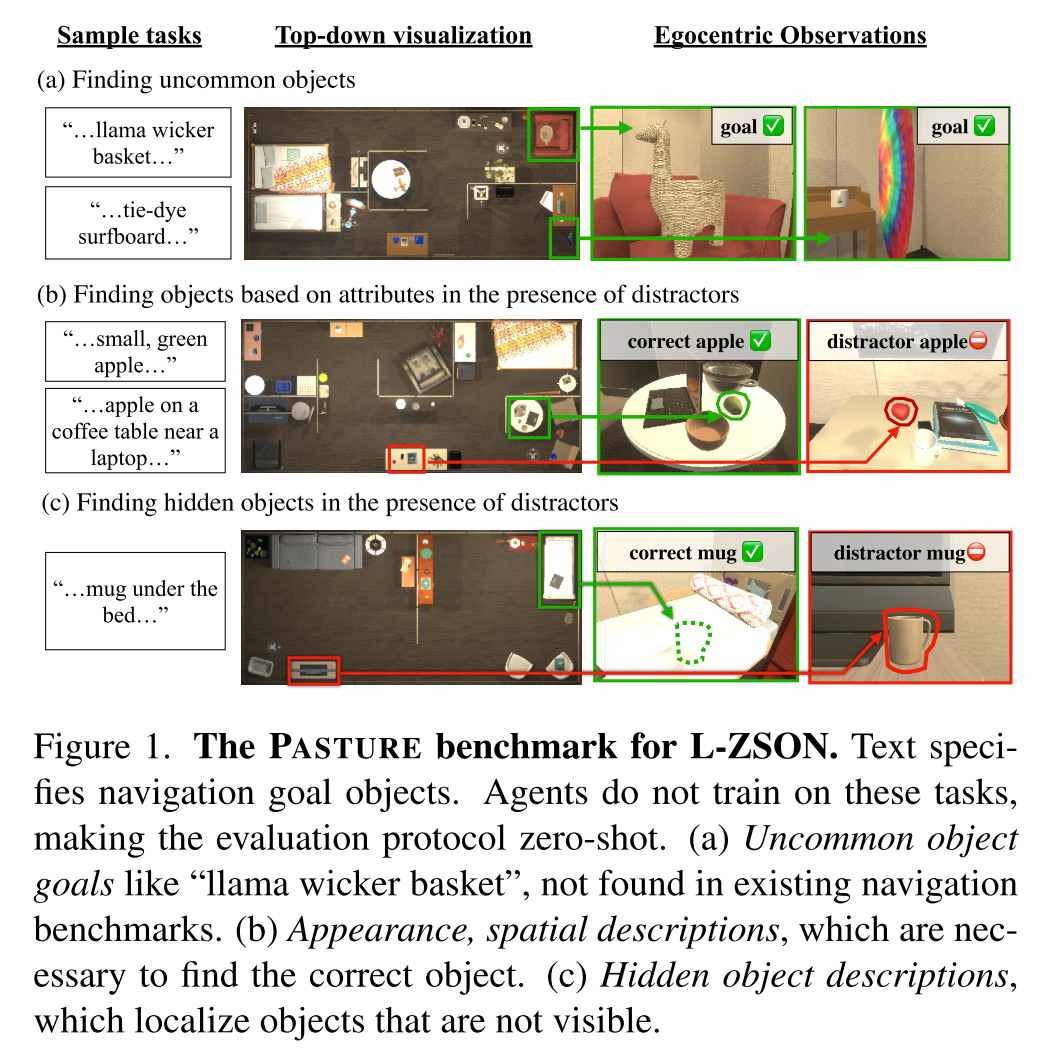 Sample tasks
Top-down visualization
Egocentric Observations
(a) Finding uncommon objects
“…llama wicker
basket…”
“…tie-dye
surfboard…”
goal ✅
goal ✅
(b) Finding objects based on attributes in the presence of distractors
“…small, green
apple…”
“…apple on a
coffee table near a
laptop…”
correct apple ✅
distractor apple⛔
(c) Finding hidden objects in the presence of distractors
“…mug under the
bed…”
correct mug ✅
distractor mug⛔
Figure 1. The PASTURE benchmark for L-ZSON. Text speci-
fies navigation goal objects. Agents do not train on these tasks,
making the evaluation protocol zero-shot. (a) Uncommon object
goals like “llama wicker basket”, not found in existing navigation
benchmarks. (b) Appearance, spatial descriptions, which are nec-
essary to find the correct object. (c) Hidden object descriptions,
which localize objects that are not visible.